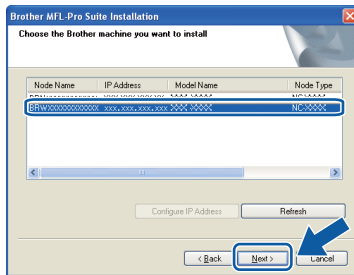 Brother MFL-Pro Suite Installation
Choose the Brother machine you want to install
Node Name IP Address Model Name Node Type
BRWXXXXXXXXXXXX xxx.xxx.xxx.xxx XXX-XXXXX NC-XXXX
Configure IP Address Refresh
< Back Next > Cancel